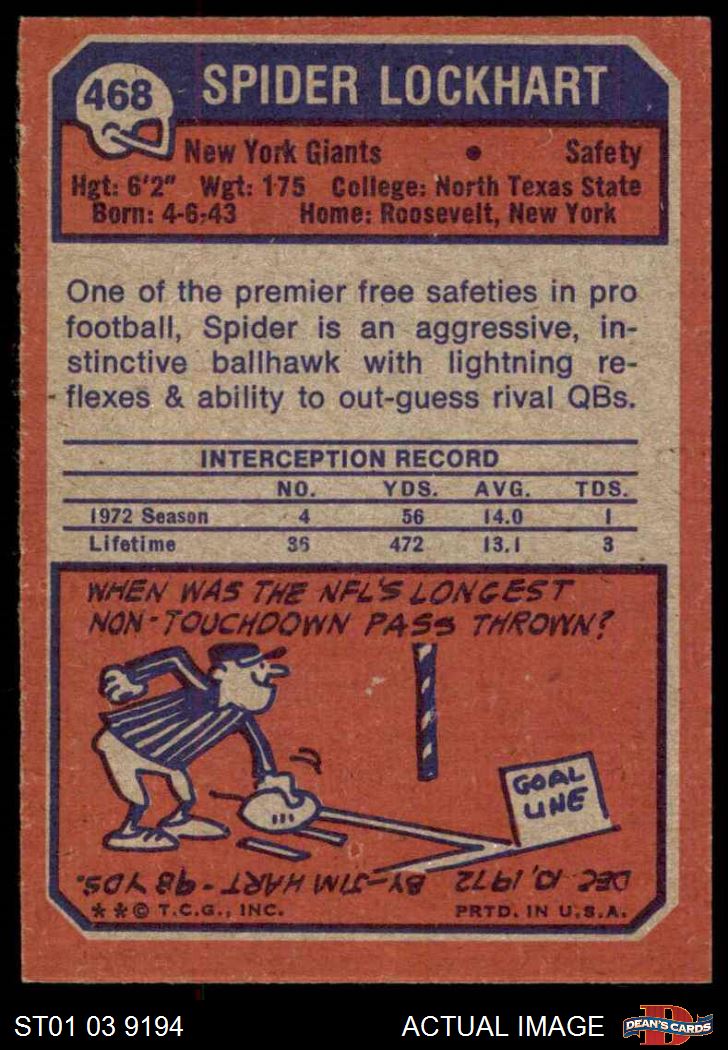 468 SPIDER LOCKHART
New York Giants • Safety
Hgt: 6'2" Wgt: 175 College: North Texas State
Born: 4-6-43 Home: Roosevelt, New York
One of the premier free safeties in pro
football, Spider is an aggressive, in-
stinctive ballhawk with lightning re-
flexes & ability to out-guess rival QBs.
INTERCEPTION RECORD
NO. YDS. AVG. TDS.
1972 Season 4 56 14.0 1
Lifetime 36 472 13.1 3
WHEN WAS THE NFL'S LONGEST
NON-TOUCHDOWN PASS THROWN?
GOAL
LINE
DEC 10, 1972 BY-JIM HART-98 YDS.
* * © T.C.G., INC. PRTD. IN U.S.A.
ST01 03 9194 ACTUAL IMAGE DEAN'S CARDS